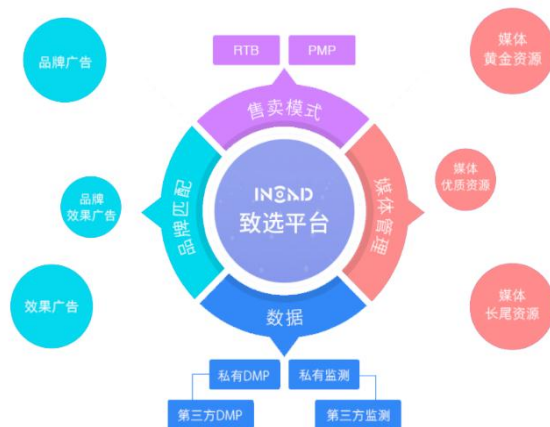 RTB
PMP
品牌广告
媒体
黄金资源
售卖模式
品牌匹配
媒体管理
致选平台
品牌
效果广告
媒体
优质资源
效果广告
数据
媒体
长尾资源
私有DMP
私有监测
第三方DMP
第三方监测